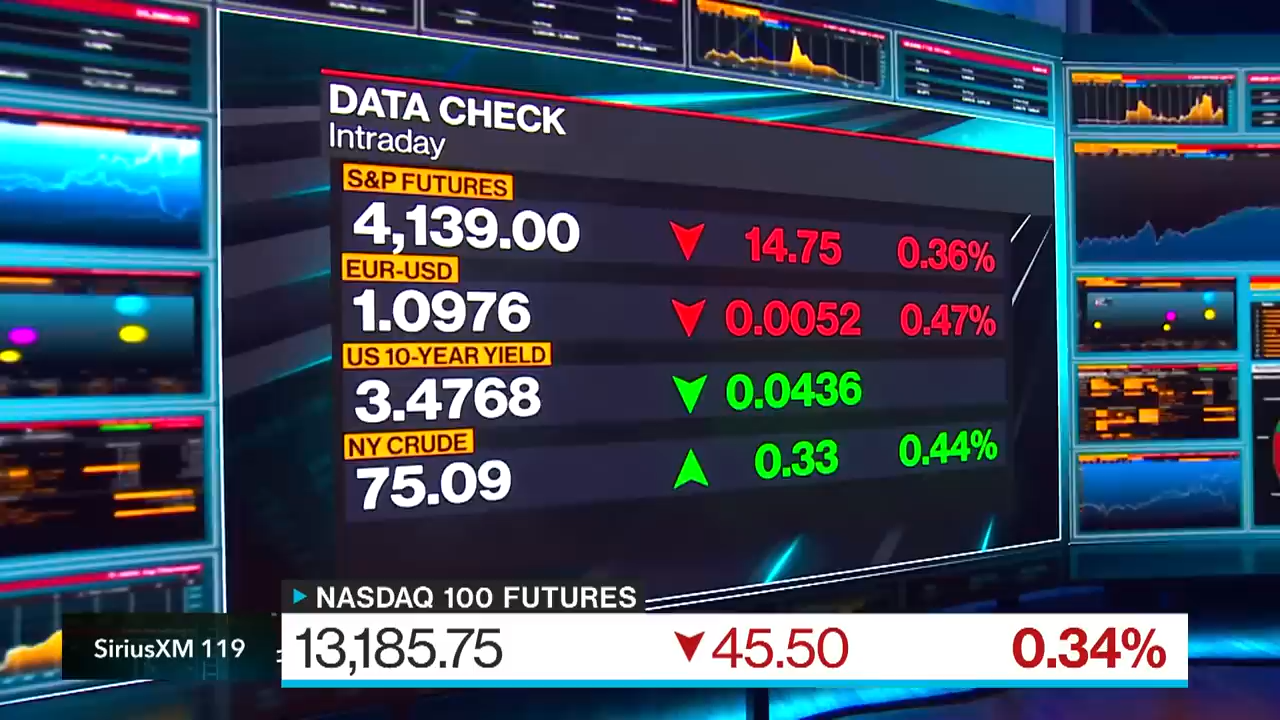 DATA CHECK
Intraday
S&P FUTURES
4,139.00 ▼ 14.75 0.36%
EUR-USD
1.0976 ▼ 0.0052 0.47%
US 10-YEAR YIELD
3.4768 ▼ 0.0436
NY CRUDE
75.09 ▲ 0.33 0.44%
NASDAQ 100 FUTURES
SiriusXM 119
13,185.75 ▼ 45.50 0.34%